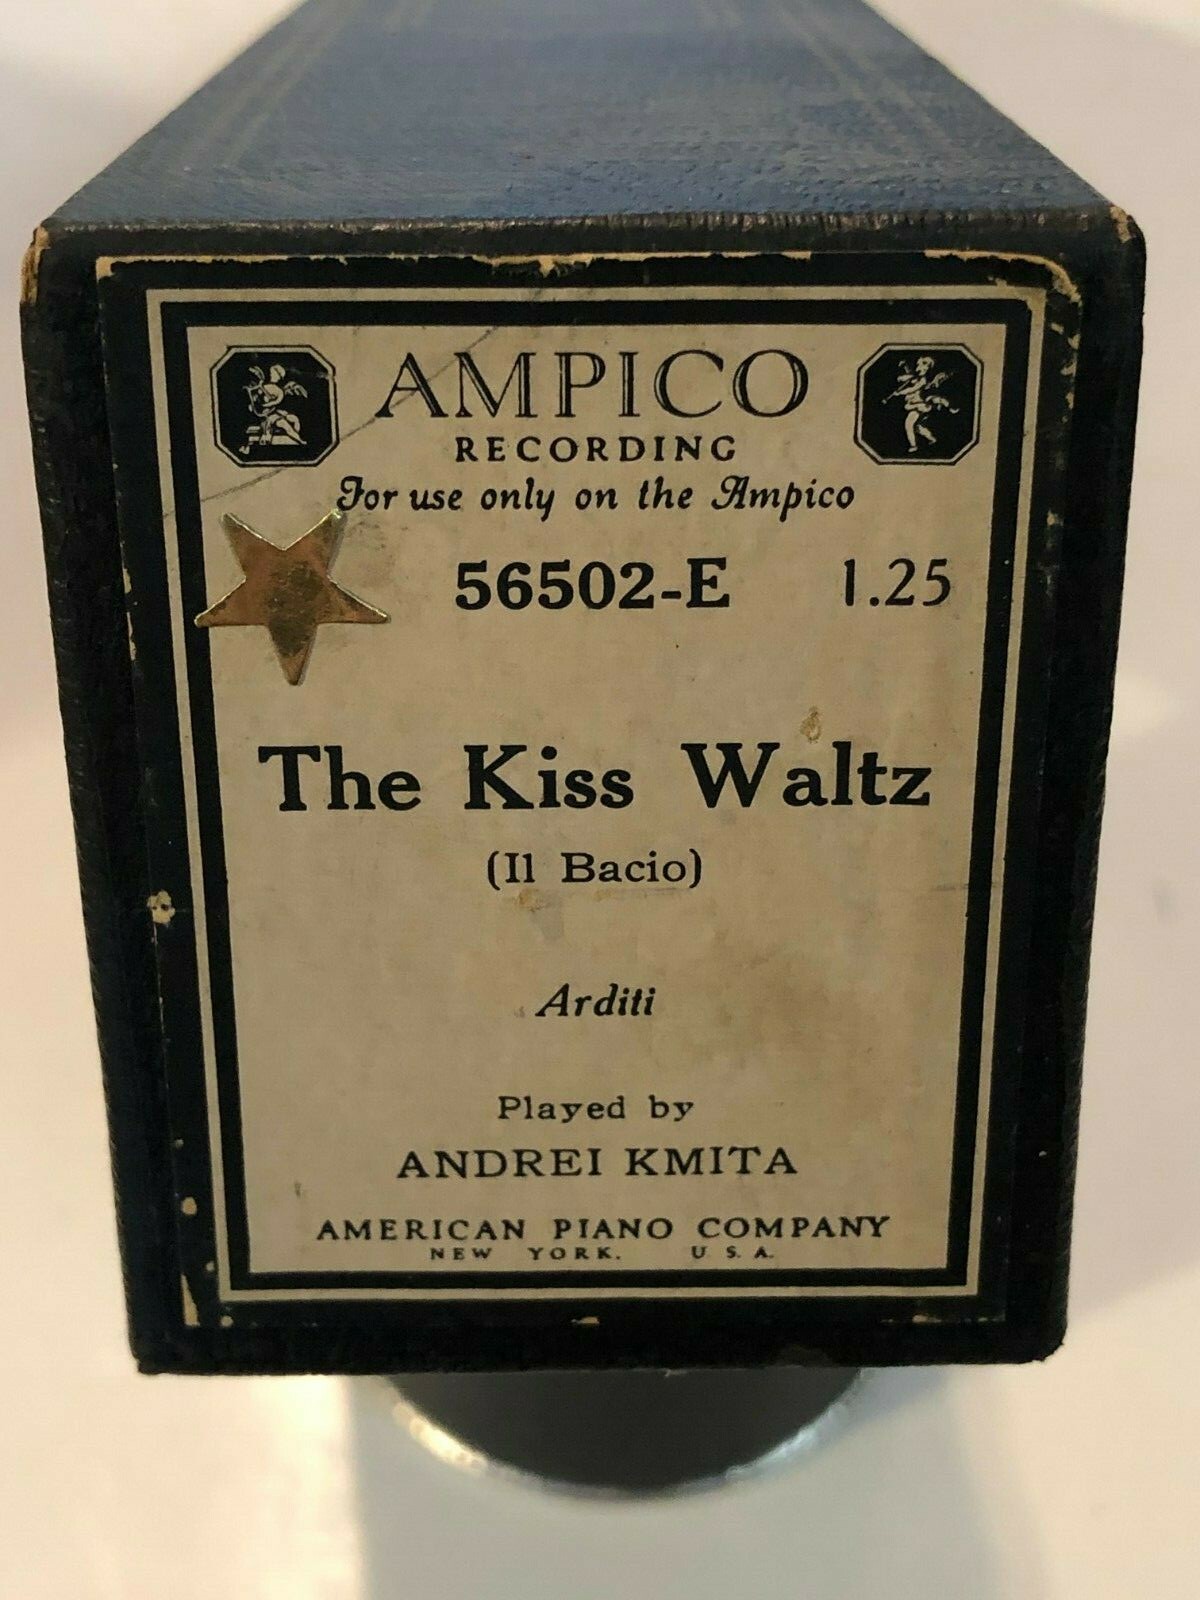 AMPICO
RECORDING
For use only on the Ampico
56502-E 1.25
The Kiss Waltz
(Il Bacio)
Arditi
Played by
ANDREI KMITA
AMERICAN PIANO COMPANY
NEW YORK. U.S.A.